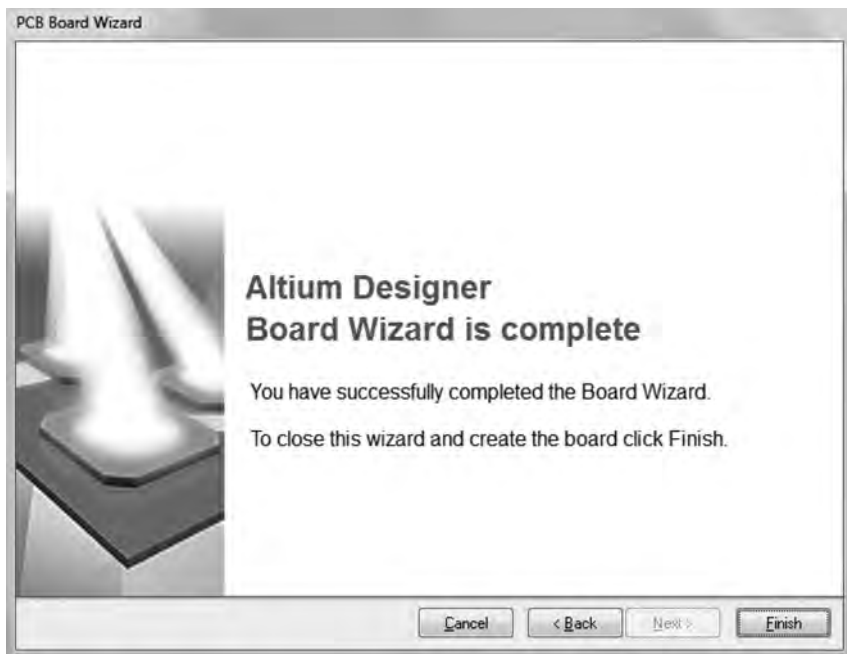 PCB Board Wizard
Altium Designer
Board Wizard is complete
You have successfully completed the Board Wizard.
To close this wizard and create the board click Finish.
Cancel
< Back
Next >
Finish